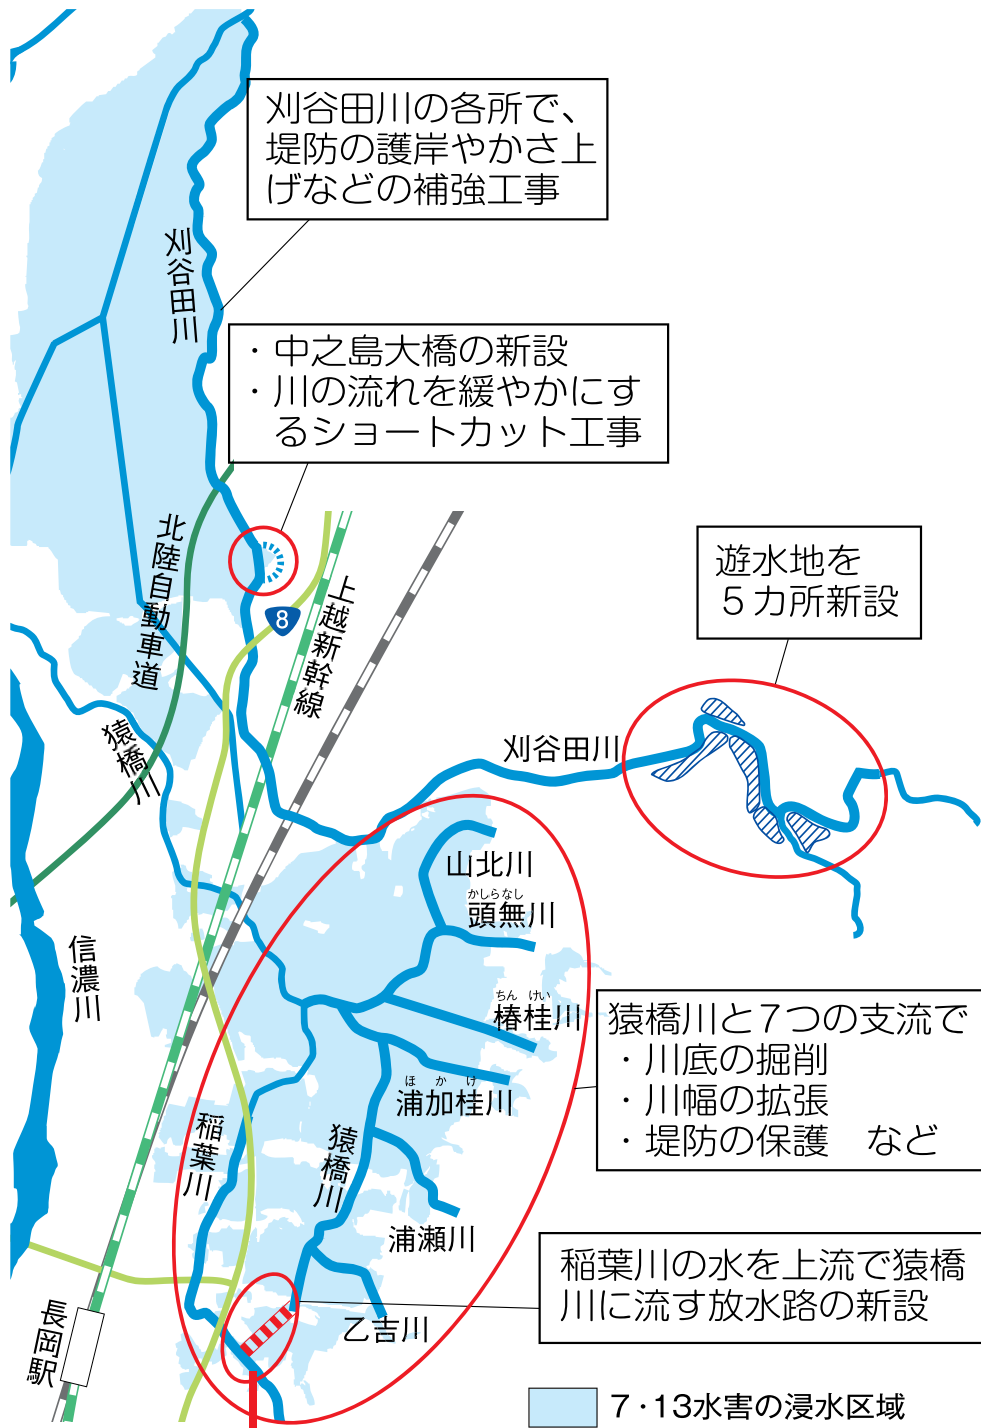 刈谷田川の各所で、
堤防の護岸やかさ上
げなどの補強工事
刈谷田川
・中之島大橋の新設
・川の流れを緩やかにす
るショートカット工事
北陸自動車道
8
上越新幹線
遊水地を
５カ所新設
猿橋川
刈谷田川
山北川
かしらなし
頭無川
信濃川
ちん けい
椿桂川
猿橋川と7つの支流で
・川底の掘削
・川幅の拡張
・堤防の保護　など
ほ か け
浦加桂川
稲葉川
猿橋川
浦瀬川
稲葉川の水を上流で猿橋
川に流す放水路の新設
乙吉川
長岡駅
7・13水害の浸水区域